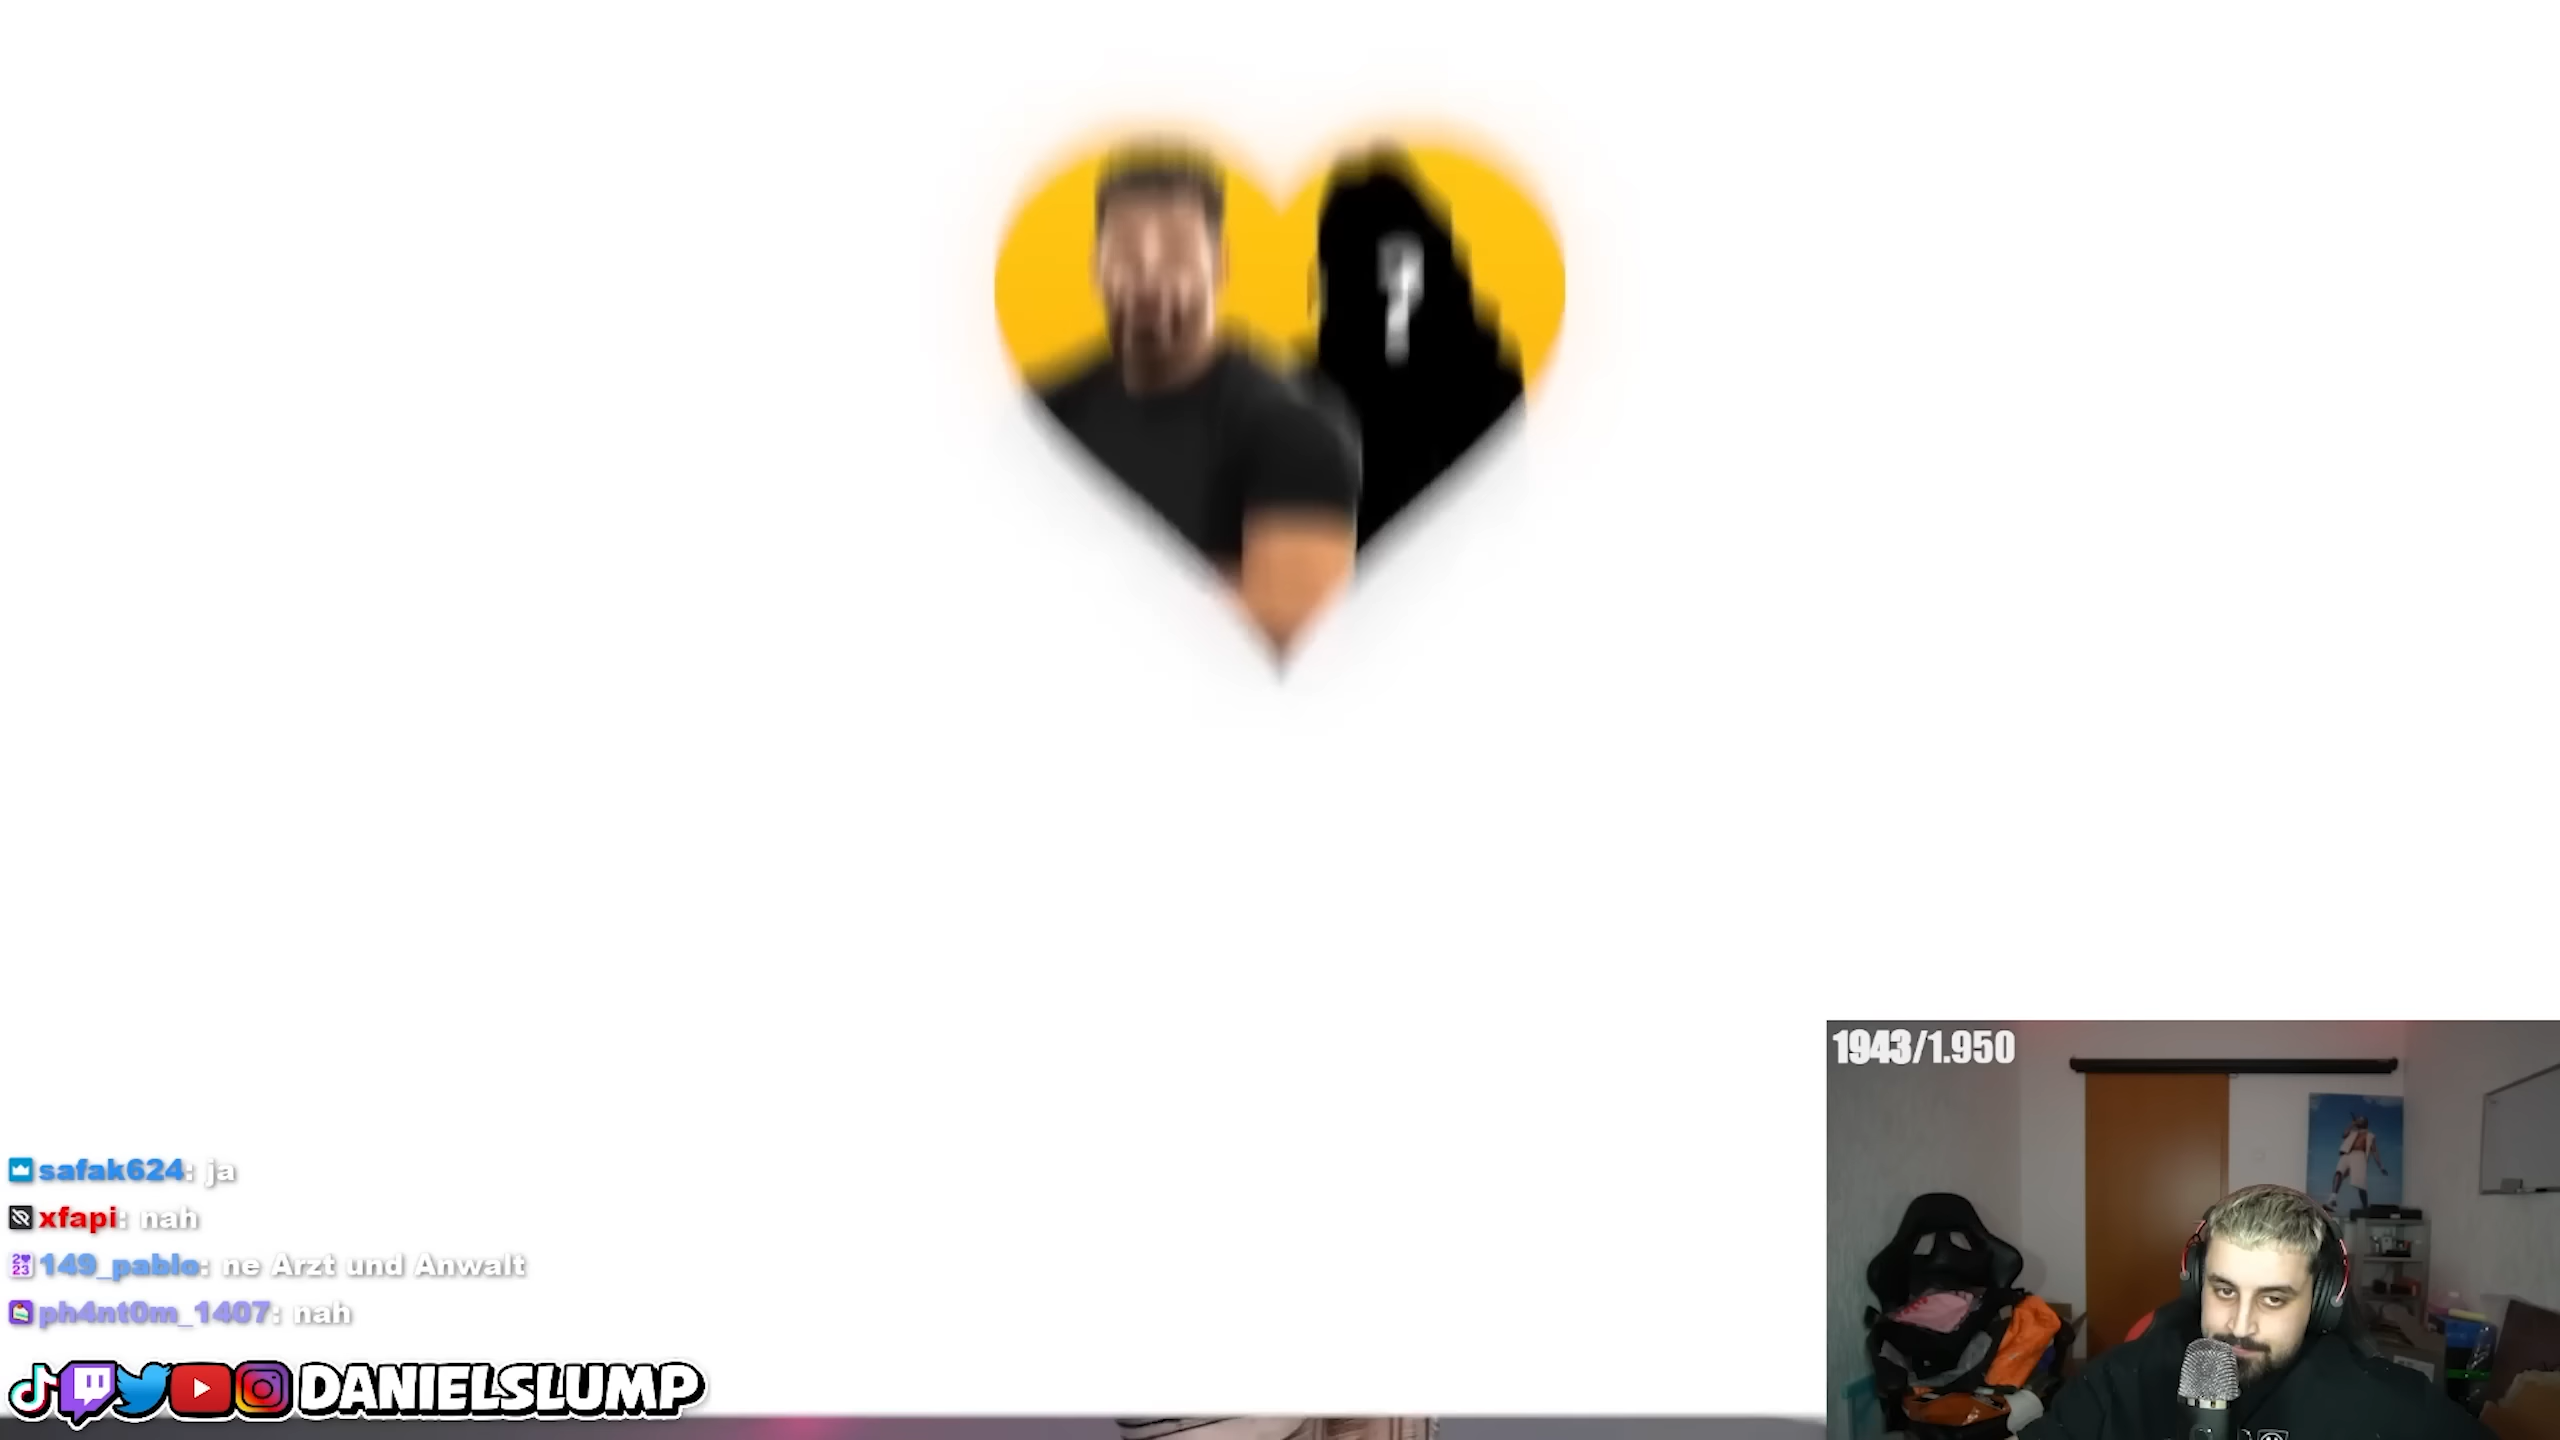 ?
1943/1.950
safak624: ja
xfapi: nah
149_pablo: ne Arzt und Anwalt
ph4nt0m_1407: nah
DANIELSLUMP